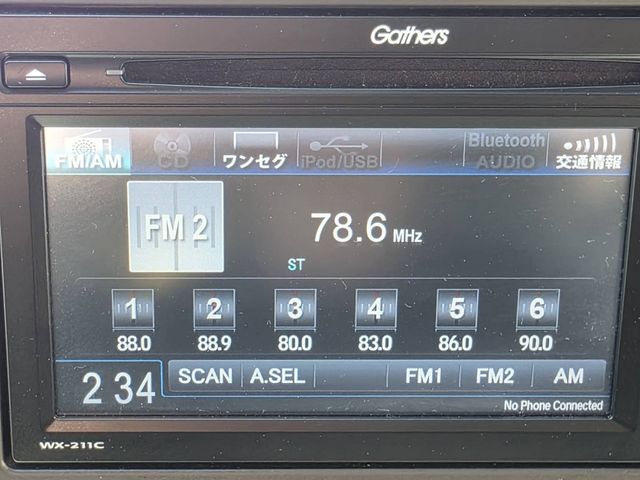 Gathers
FM/AM CD ワンセグ iPod/USB Bluetooth AUDIO 交通情報
FM 2 78.6 MHz
ST
1 2 3 4 5 6
88.0 88.9 80.0 83.0 86.0 90.0
2 34 SCAN A.SEL FM1 FM2 AM
No Phone Connected
WX-211C